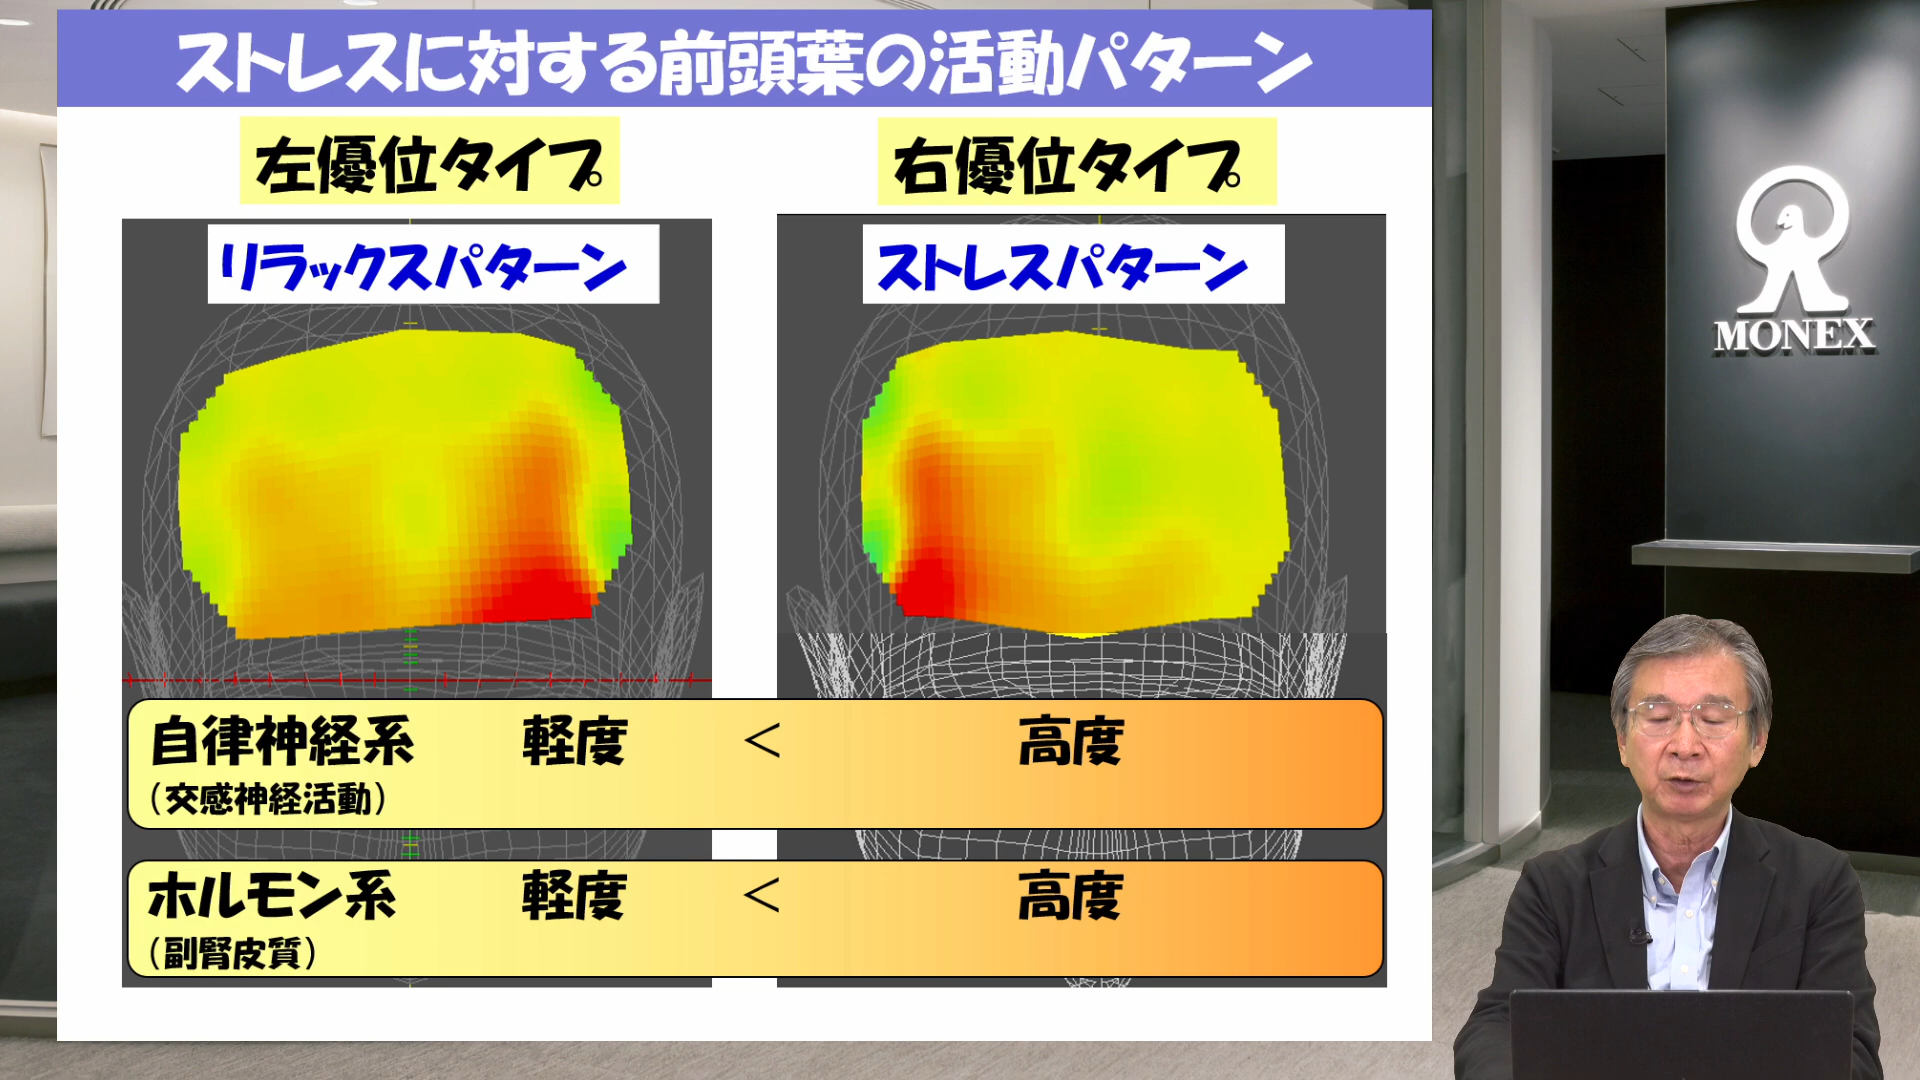 ストレスに対する前頭葉の活動パターン
左優位タイプ
右優位タイプ
リラックスパターン
ストレスパターン
自律神経系 軽度 < 高度
(交感神経活動)
ホルモン系 軽度 < 高度
(副腎皮質)
MONEX